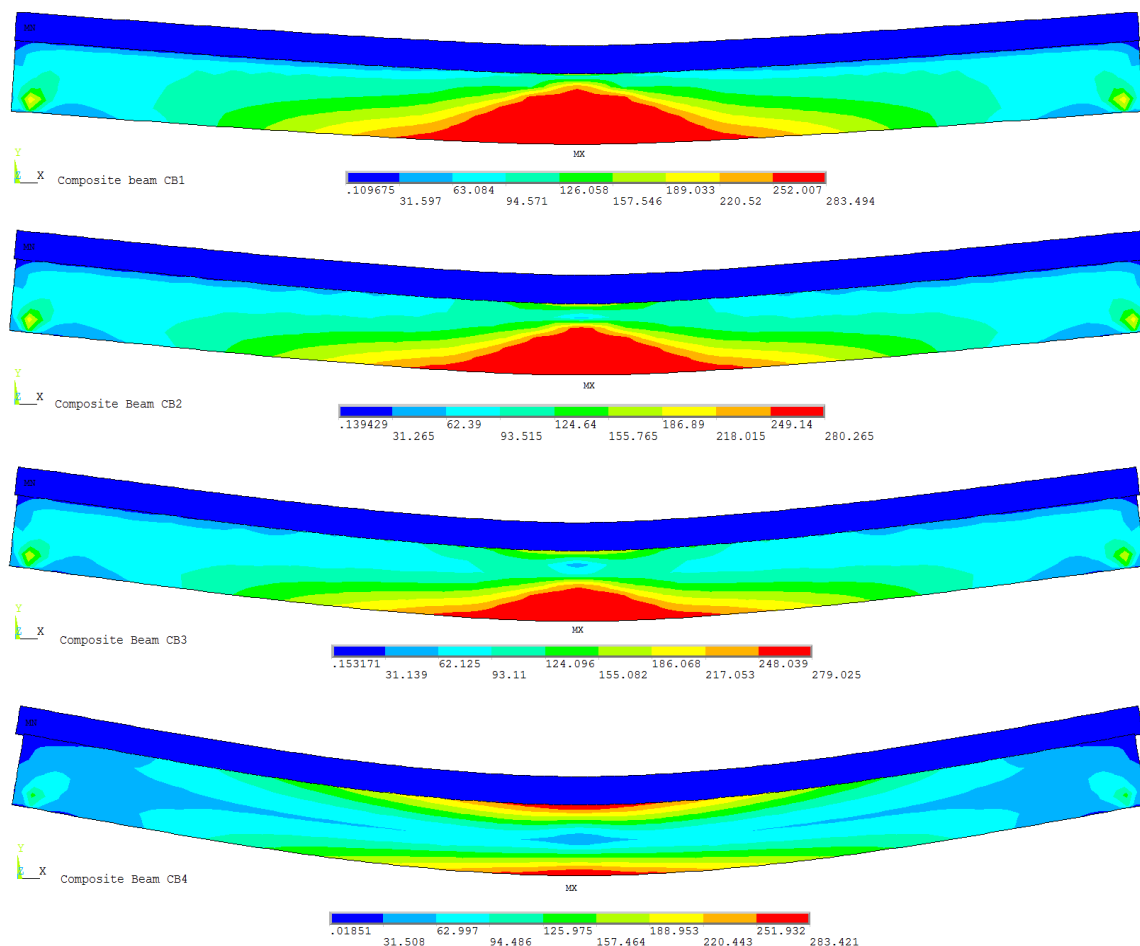 MN
MX
Y
Z X Composite beam CB1
.109675 63.084 126.058 189.033 252.007
31.597 94.571 157.546 220.52 283.494
MN
MX
Y
Z X Composite Beam CB2
.139429 62.39 124.64 186.89 249.14
31.265 93.515 155.765 218.015 280.265
MN
MX
Y
Z X Composite Beam CB3
.153171 62.125 124.096 186.068 248.039
31.139 93.11 155.082 217.053 279.025
MN
MX
Y
Z X Composite Beam CB4
.01851 62.997 125.975 188.953 251.932
31.508 94.486 157.464 220.443 283.421